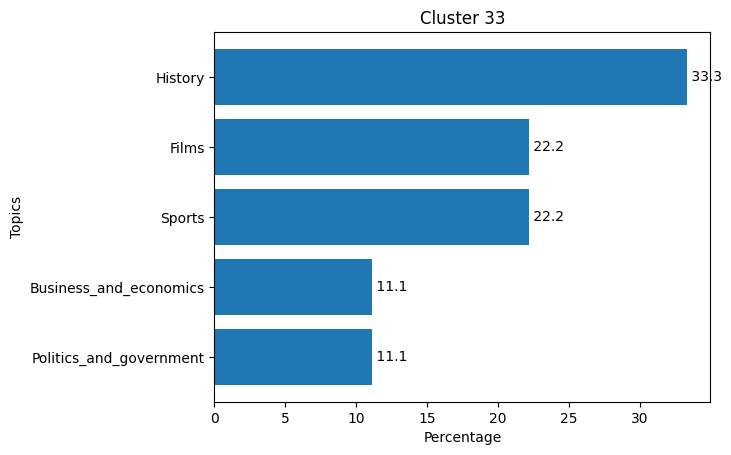 Cluster 33
Topics
History 33.3
Films 22.2
Sports 22.2
Business_and_economics 11.1
Politics_and_government 11.1
0 5 10 15 20 25 30
Percentage